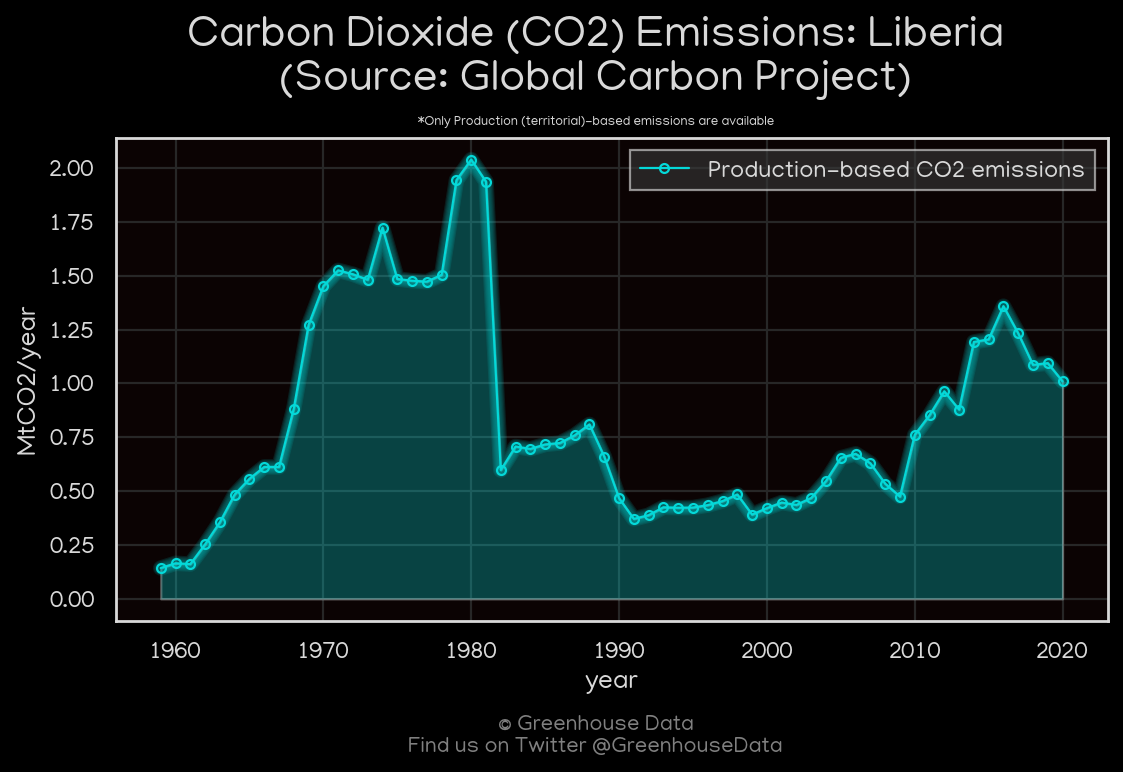 Carbon Dioxide (CO2) Emissions: Liberia
(Source: Global Carbon Project)
*Only Production (territorial)-based emissions are available
Production-based CO2 emissions
2.00
1.75
1.50
1.25
1.00
0.75
0.50
0.25
0.00
MtCO2/year
1960 1970 1980 1990 2000 2010 2020
year
© Greenhouse Data
Find us on Twitter @GreenhouseData